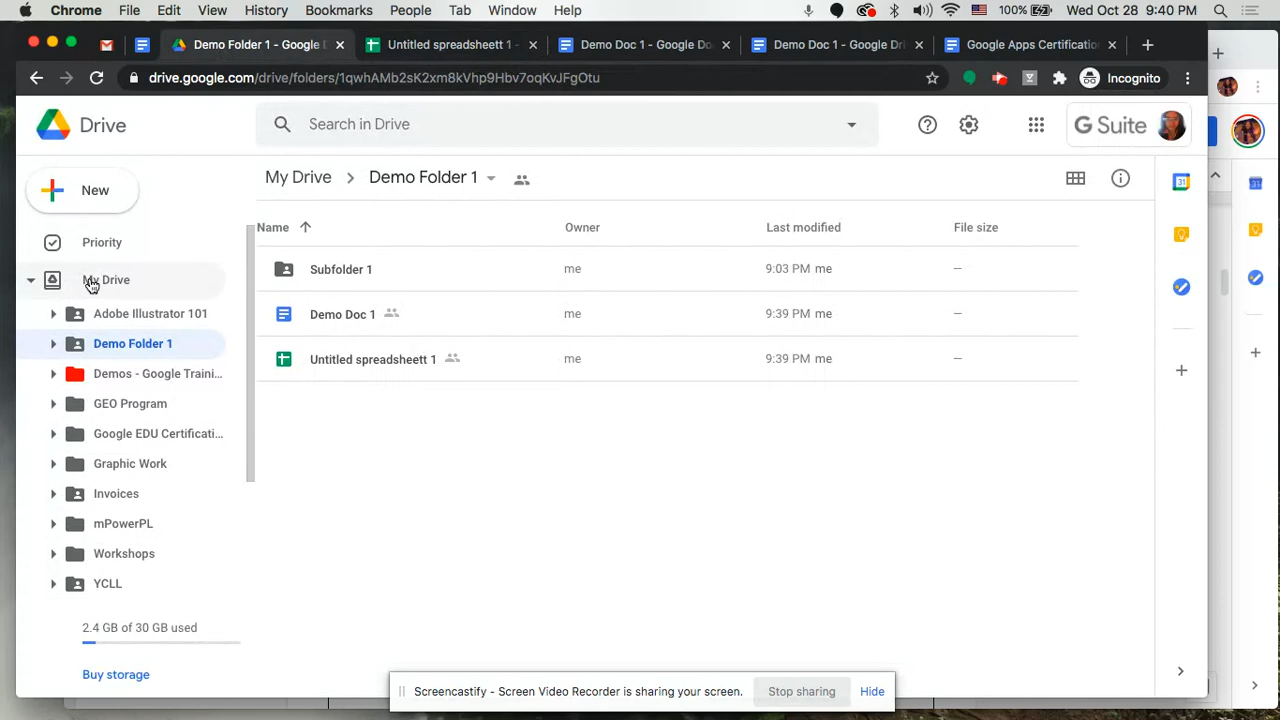 Chrome File Edit View History Bookmarks People Tab Window Help 100% Wed Oct 28 9:40 PM
Demo Folder 1 - Google D Untitled spreadsheett 1 - Demo Doc 1 - Google Do Demo Doc 1 - Google Dri Google Apps Certification
drive.google.com/drive/folders/1qwhAMb2sK2xm8kVhp9Hbv7oqKvJFgOtu Incognito
Drive Search in Drive G Suite
New
My Drive Demo Folder 1
Name Owner Last modified File size
Priority
My Drive
Subfolder 1 me 9:03 PM me —
Adobe Illustrator 101
Demo Doc 1 me 9:39 PM me —
Demo Folder 1
Untitled spreadsheett 1 me 9:39 PM me —
Demos - Google Traini...
GEO Program
Google EDU Certificati...
Graphic Work
Invoices
mPowerPL
Workshops
YCLL
2.4 GB of 30 GB used
Buy storage
Screencastify - Screen Video Recorder is sharing your screen. Stop sharing Hide